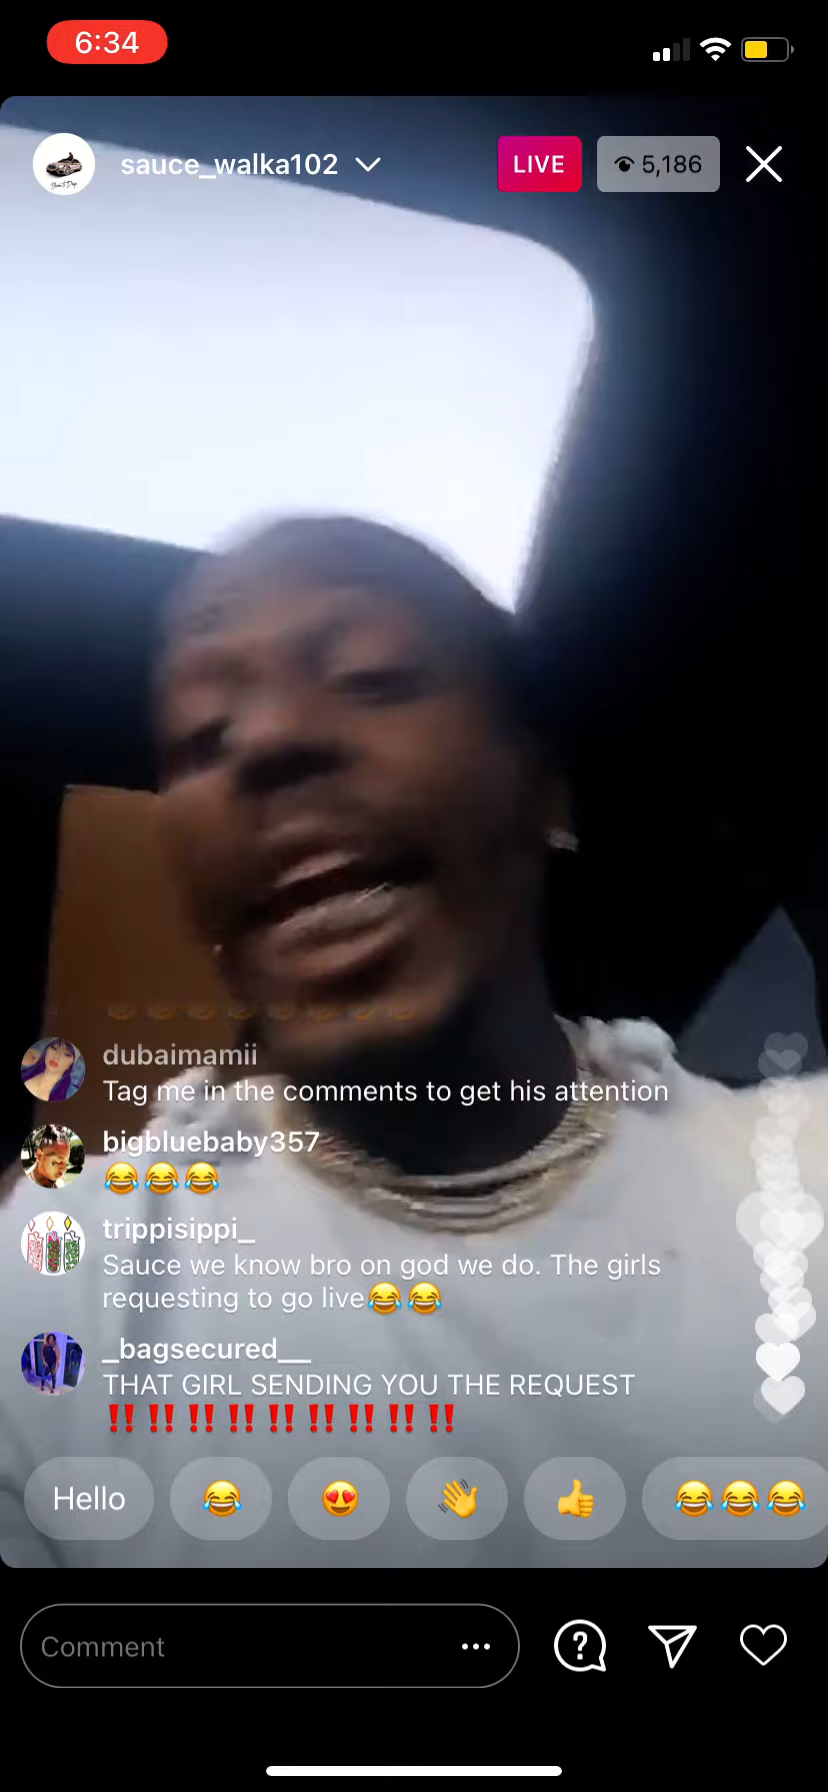 6:34
sauce_walka102
LIVE
5,186
dubaimamii
Tag me in the comments to get his attention
bigbluebaby357
😂😂😂
trippisippi_
Sauce we know bro on god we do. The girls
requesting to go live😂😂
_bagsecured__
THAT GIRL SENDING YOU THE REQUEST
‼️‼️‼️‼️‼️‼️‼️‼️‼️
Hello 😂 😍 👋 👍 😂😂😂
Comment